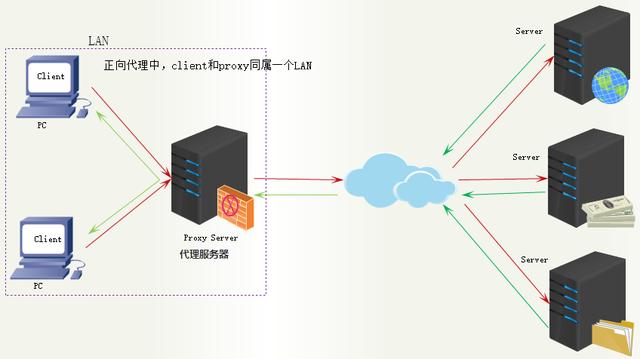 LAN
正向代理中，client和proxy同属一个LAN
Client
PC
Proxy Server
代理服务器
Client
PC
Server
Server
Server